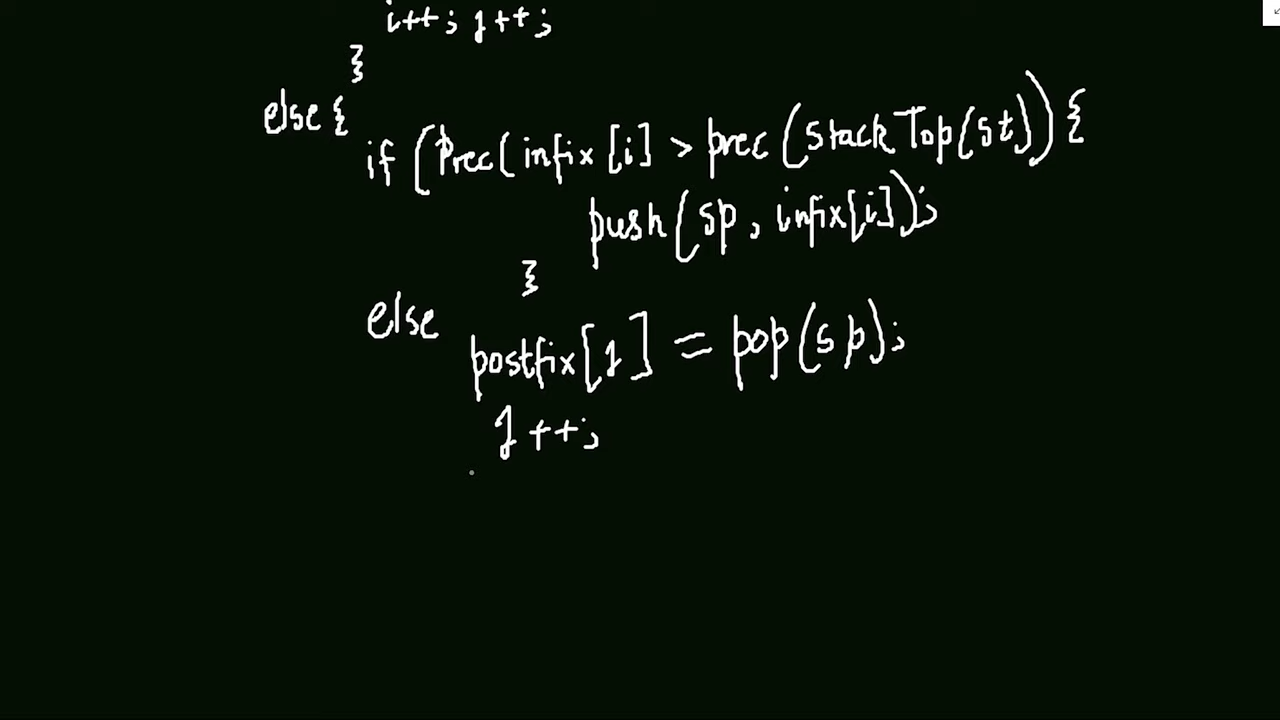 i++; j++;
}
else {
if (Prec(infix[i] > prec(stackTop(st)) {
push(sp, infix[i]);
}
else
postfix[j] = pop(sp);
j++;